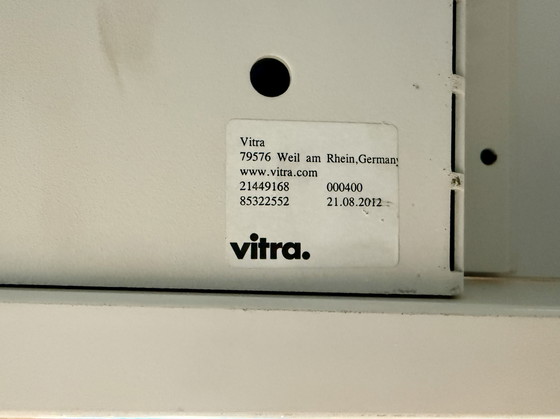 Vitra
79576 Weil am Rhein,Germany
www.vitra.com
21449168 000400
85322552 21.08.2012
vitra.